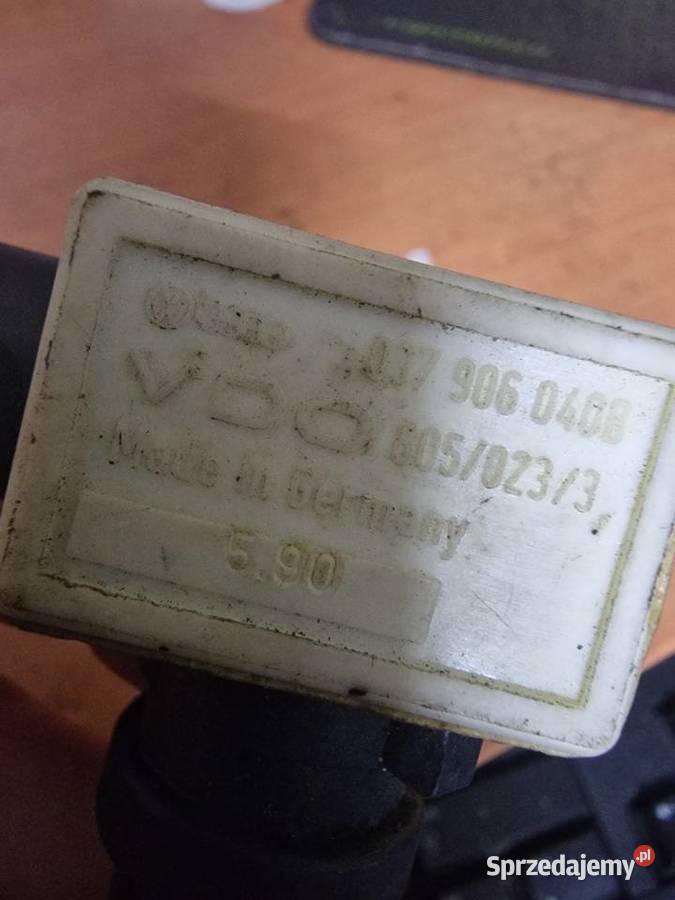 037 906 040B
VDO 605/023/3,
Made in Germany
5.90
Sprzedajemy.pl